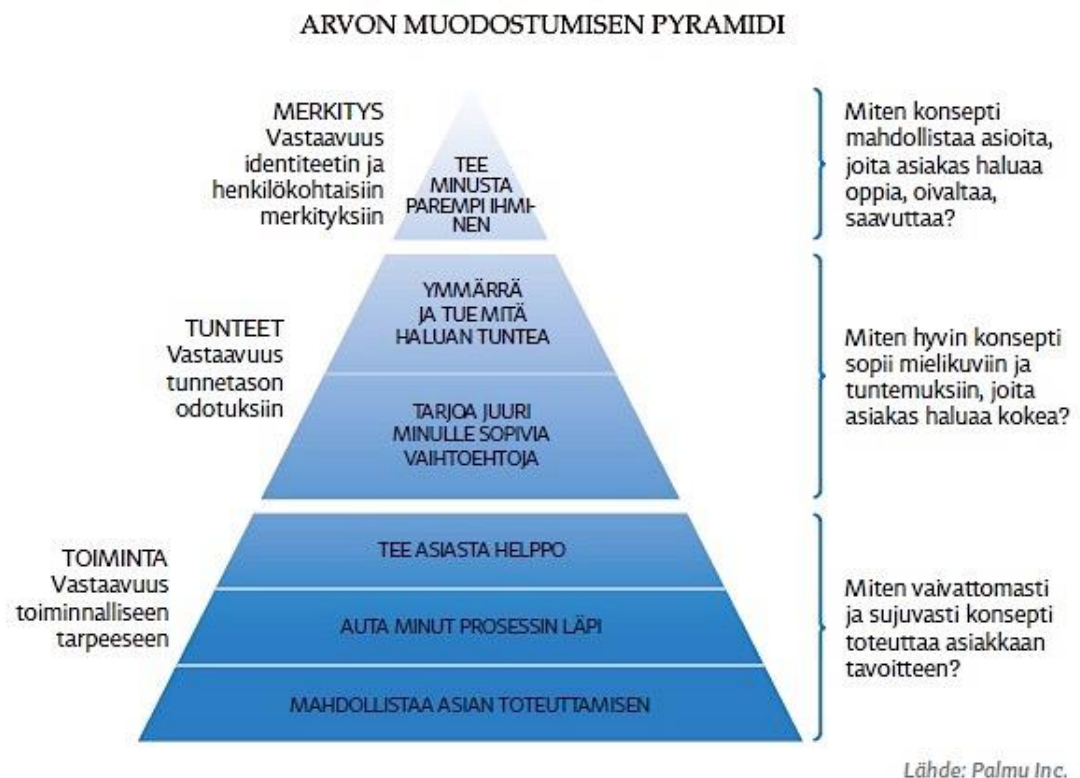 ARVON MUODOSTUMISEN PYRAMIDI
MERKITYS
Vastaavuus
identiteetin ja
henkilökohtaisiin
merkityksiin
TEE
MINUSTA
PAREMPI IHMI-
NEN
Miten konsepti
mahdollistaa asioita,
joita asiakas haluaa
oppia, oivaltaa,
saavuttaa?
TUNTEET
Vastaavuus
tunnetason
odotuksiin
YMMÄRRÄ
JA TUE MITÄ
HALUAN TUNTEA
TARJOA JUURI
MINULLE SOPIVIA
VAIHTOEHTOJA
Miten hyvin konsepti
sopii mielikuviin ja
tuntemuksiin, joita
asiakas haluaa kokea?
TOIMINTA
Vastaavuus
toiminnalliseen
tarpeeseen
TEE ASIASTA HELPPO
AUTA MINUT PROSESSIN LÄPI
MAHDOLLISTAA ASIAN TOTEUTTAMISEN
Miten vaivattomasti
ja sujuvasti konsepti
toteuttaa asiakkaan
tavoitteen?
Lähde: Palmu Inc.